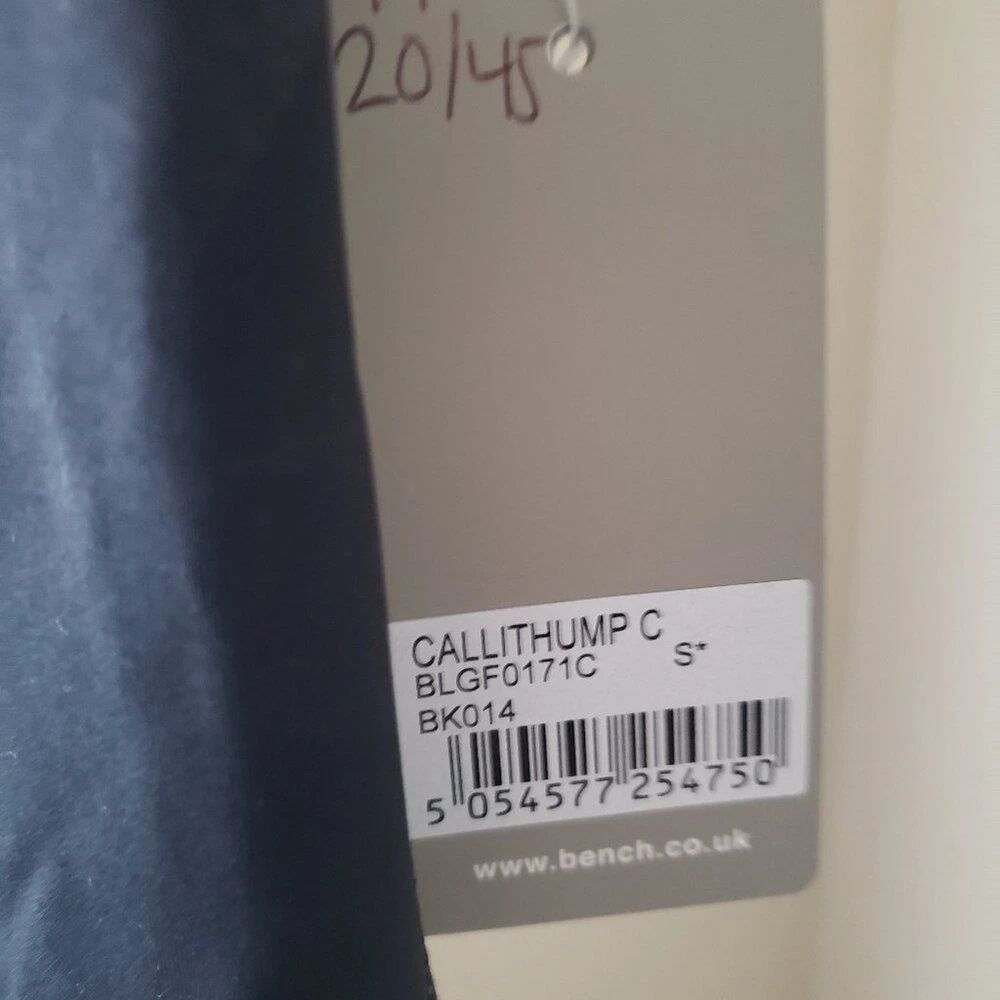 20/45
CALLITHUMP C
BLGF0171C S*
BK014
5 054577 254750
www.bench.co.uk